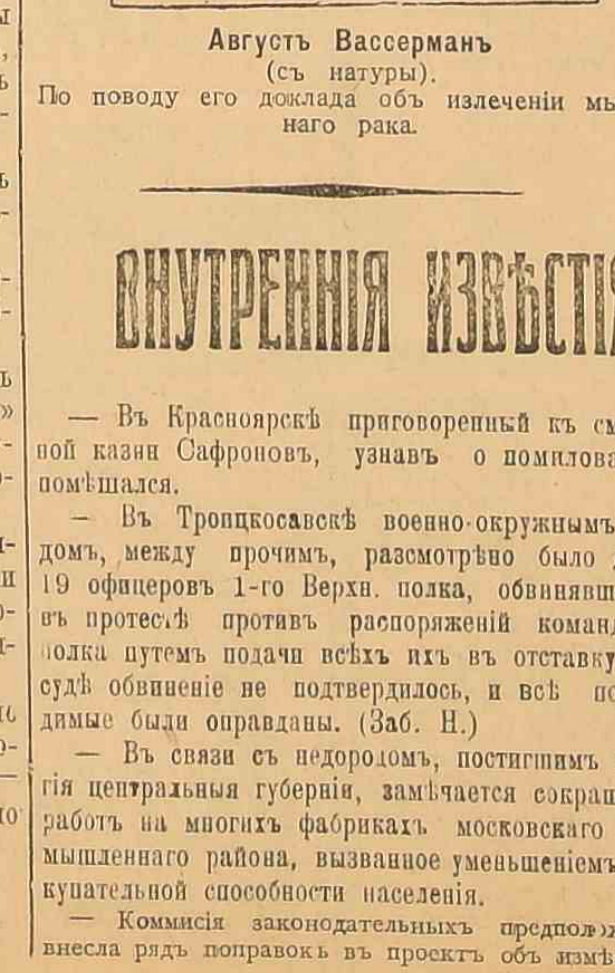 Августъ Вассерманъ
(съ натуры).
По поводу его доклада объ излеченіи мы
наго рака.
ВНУТРЕННІЯ ИЗВѢСТІЯ
— Въ Красноярскѣ приговоренный къ см
ной казни Сафроновъ, узнавъ о помилова
помѣшался.
— Въ Троицкосавскѣ военно-окружнымъ
домъ, между прочимъ, разсмотрѣно было
19 офицеровъ 1-го Верхн. полка, обвинявш
въ протестѣ противъ распоряженій команд
полка путемъ подачи всѣхъ ихъ въ отставку
судѣ обвиненіе не подтвердилось, и всѣ по
димые были оправданы. (Заб. Н.)
— Въ связи съ недородомъ, постигшимъ
гія центральныя губерніи, замѣчается сокращ
работъ на многихъ фабрикахъ московскаго
мышленнаго района, вызванное уменьшеніемъ
купательной способности населенія.
— Коммисія законодательныхъ предполож
внесла рядъ поправокъ въ проектъ объ измѣ